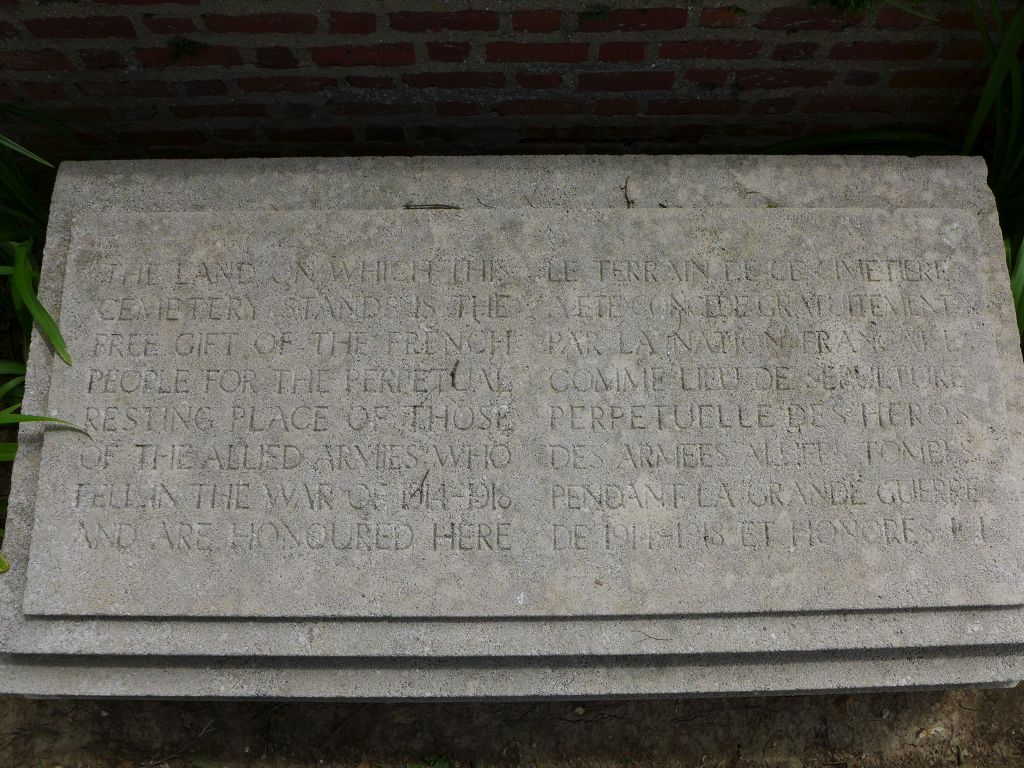 THE LAND ON WHICH THIS
CEMETERY STANDS IS THE
FREE GIFT OF THE FRENCH
PEOPLE FOR THE PERPETUAL
RESTING PLACE OF THOSE
OF THE ALLIED ARMIES WHO
FELL IN THE WAR OF 1914-1918
AND ARE HONOURED HERE
LE TERRAIN DE CE CIMETIERE
A ETE CONCEDE GRATUITEMENT
PAR LA NATION FRANCAISE
COMME LIEU DE SEPULTURE
PERPETUELLE DES HEROS
DES ARMEES ALLIEES TOMBES
PENDANT LA GRANDE GUERRE
DE 1914-1918 ET HONORES ICI